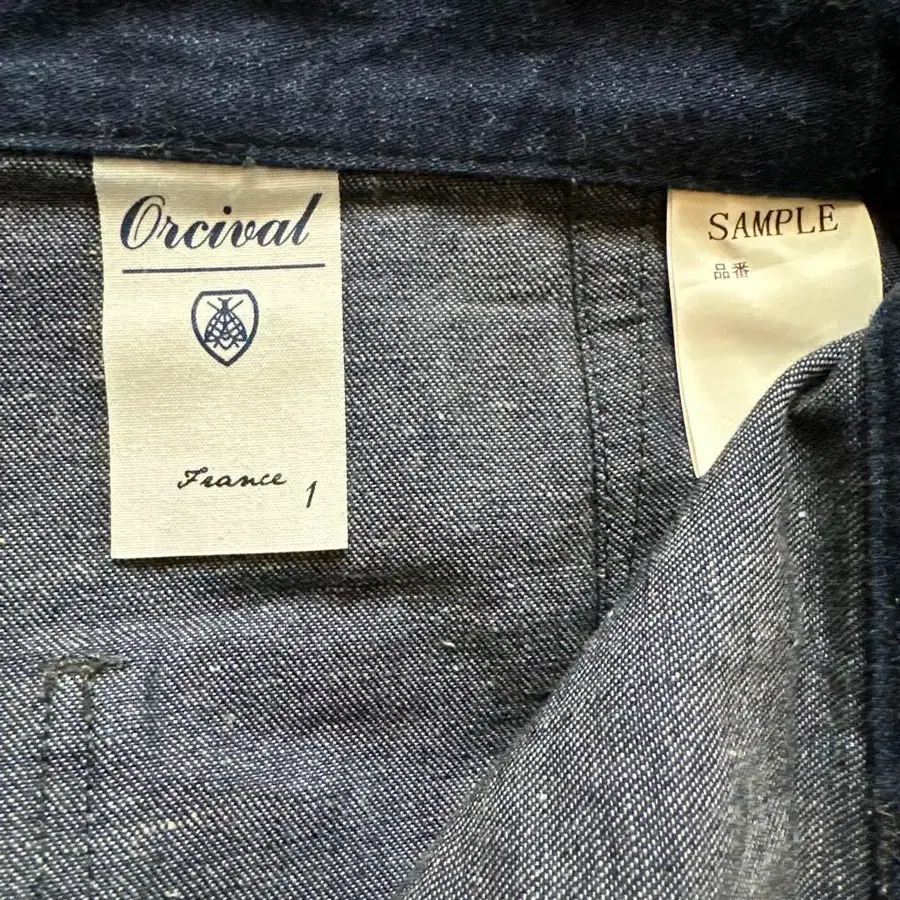 Orcival
France 1
SAMPLE
品番